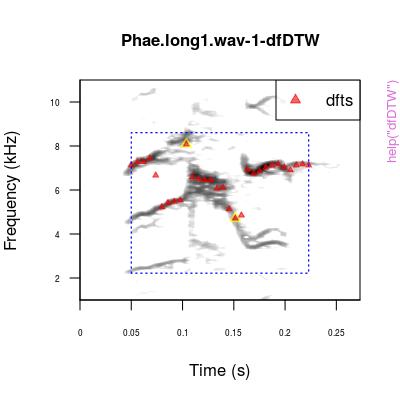 Phae.long1.wav-1-dfDTW
dfts
help("dfDTW")
Frequency (kHz)
10
8
6
4
2
0 0.05 0.1 0.15 0.2 0.25
Time (s)